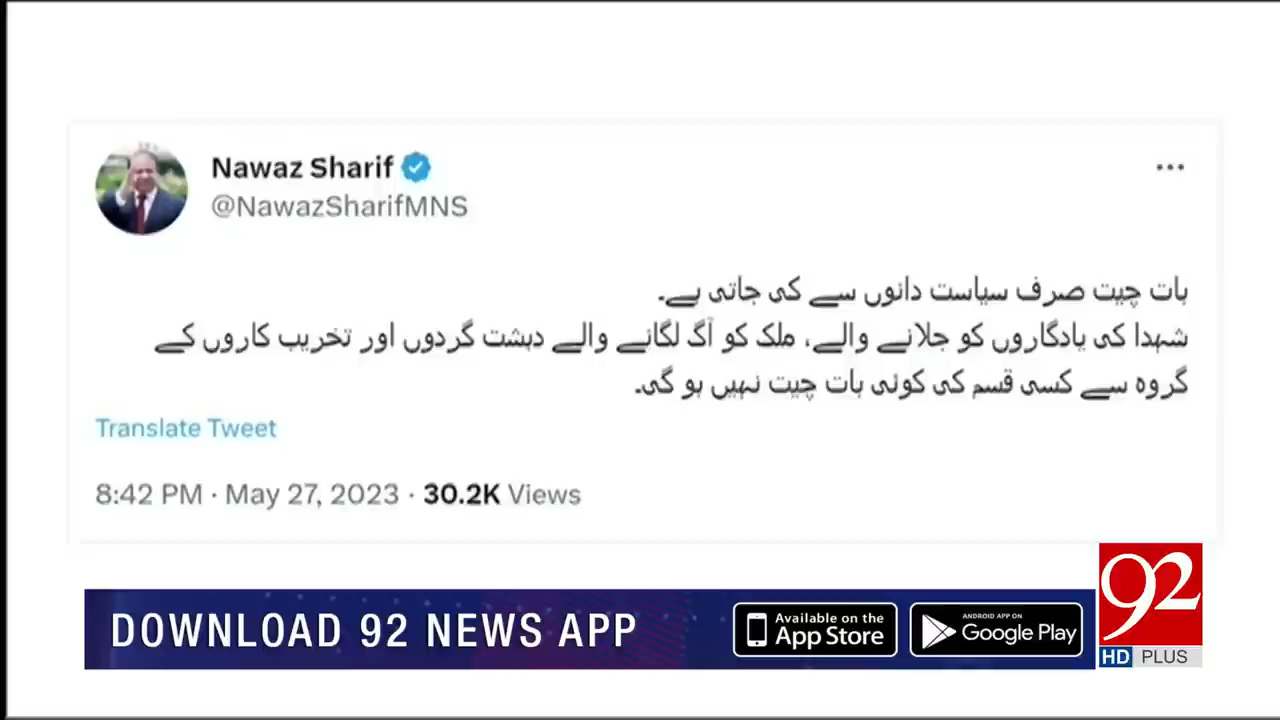 Nawaz Sharif
@NawazSharifMNS
بات چیت صرف سیاست دانوں سے کی جاتی ہے۔
شہدا کی یادگاروں کو جلانے والے، ملک کو آگ لگانے والے دہشت گردوں اور تخریب کاروں کے
گروہ سے کسی قسم کی کوئی بات چیت نہیں ہو گی۔
Translate Tweet
8:42 PM · May 27, 2023 · 30.2K Views
DOWNLOAD 92 NEWS APP
Available on the
App Store
ANDROID APP ON
Google Play
92
HD PLUS